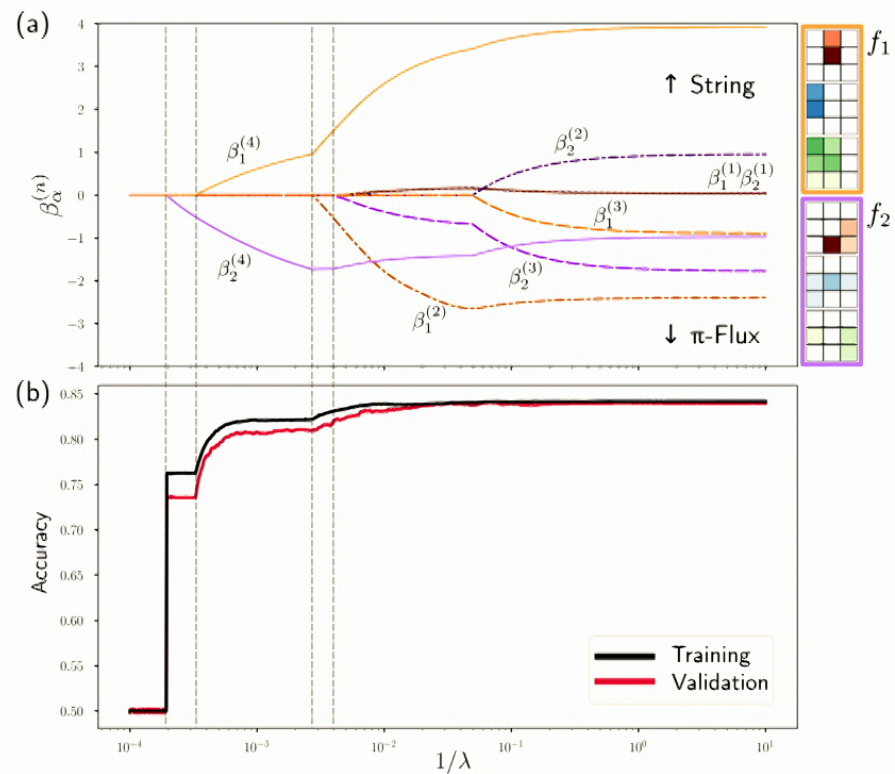 (a)
4
3
2
1
0
−1
−2
−3
−4
β_α^(n)
β_1^(4)
β_2^(4)
β_2^(2)
β_1^(1) β_2^(1)
β_1^(3)
β_2^(3)
β_1^(2)
↑ String
↓ π-Flux
f_1
f_2
(b)
0.85
0.80
0.75
0.70
0.65
0.60
0.55
0.50
Accuracy
Training
Validation
10^−4
10^−3
10^−2
10^−1
10^0
10^1
1/λ